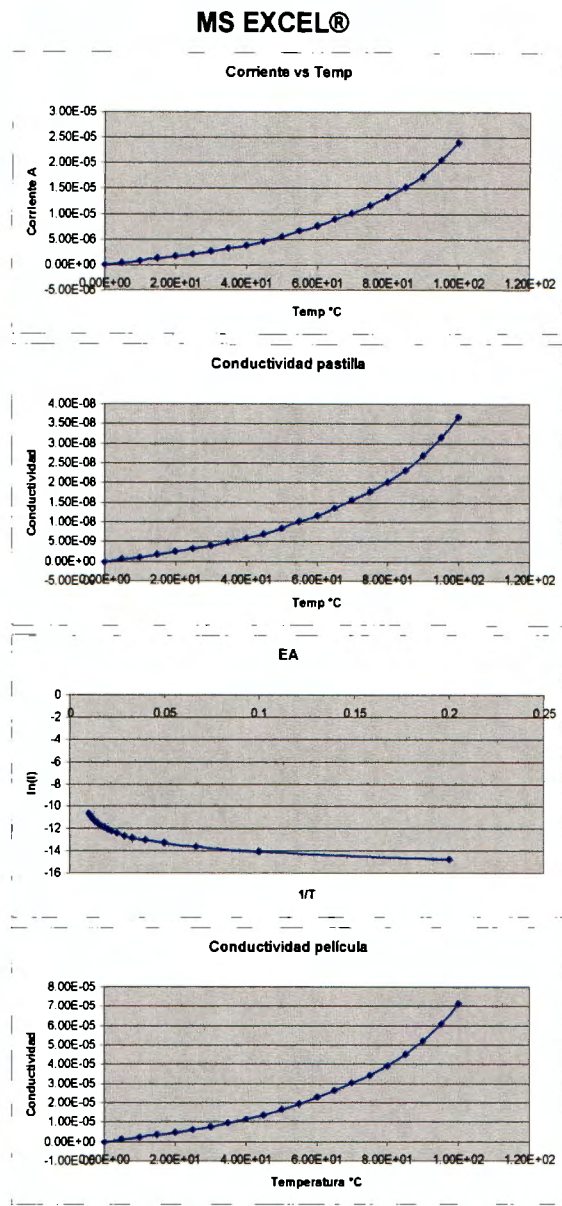 MS EXCEL®
Corriente vs Temp
3.00E-05
2.50E-05
2.00E-05
1.50E-05
1.00E-05
5.00E-06
0.00E+00
-5.00E-06
Corriente A
0.00E+00 2.00E+01 4.00E+01 6.00E+01 8.00E+01 1.00E+02 1.20E+02
Temp °C
Conductividad pastilla
4.00E-08
3.50E-08
3.00E-08
2.50E-08
2.00E-08
1.50E-08
1.00E-08
5.00E-09
0.00E+00
-5.00E-09
Conductividad
0.00E+00 2.00E+01 4.00E+01 6.00E+01 8.00E+01 1.00E+02 1.20E+02
Temp °C
EA
0 0.05 0.1 0.15 0.2 0.25
0
-2
-4
-6
-8
-10
-12
-14
-16
ln(I)
1/T
Conductividad película
8.00E-05
7.00E-05
6.00E-05
5.00E-05
4.00E-05
3.00E-05
2.00E-05
1.00E-05
0.00E+00
-1.00E-05
Conductividad
0.00E+00 2.00E+01 4.00E+01 6.00E+01 8.00E+01 1.00E+02 1.20E+02
Temperatura °C